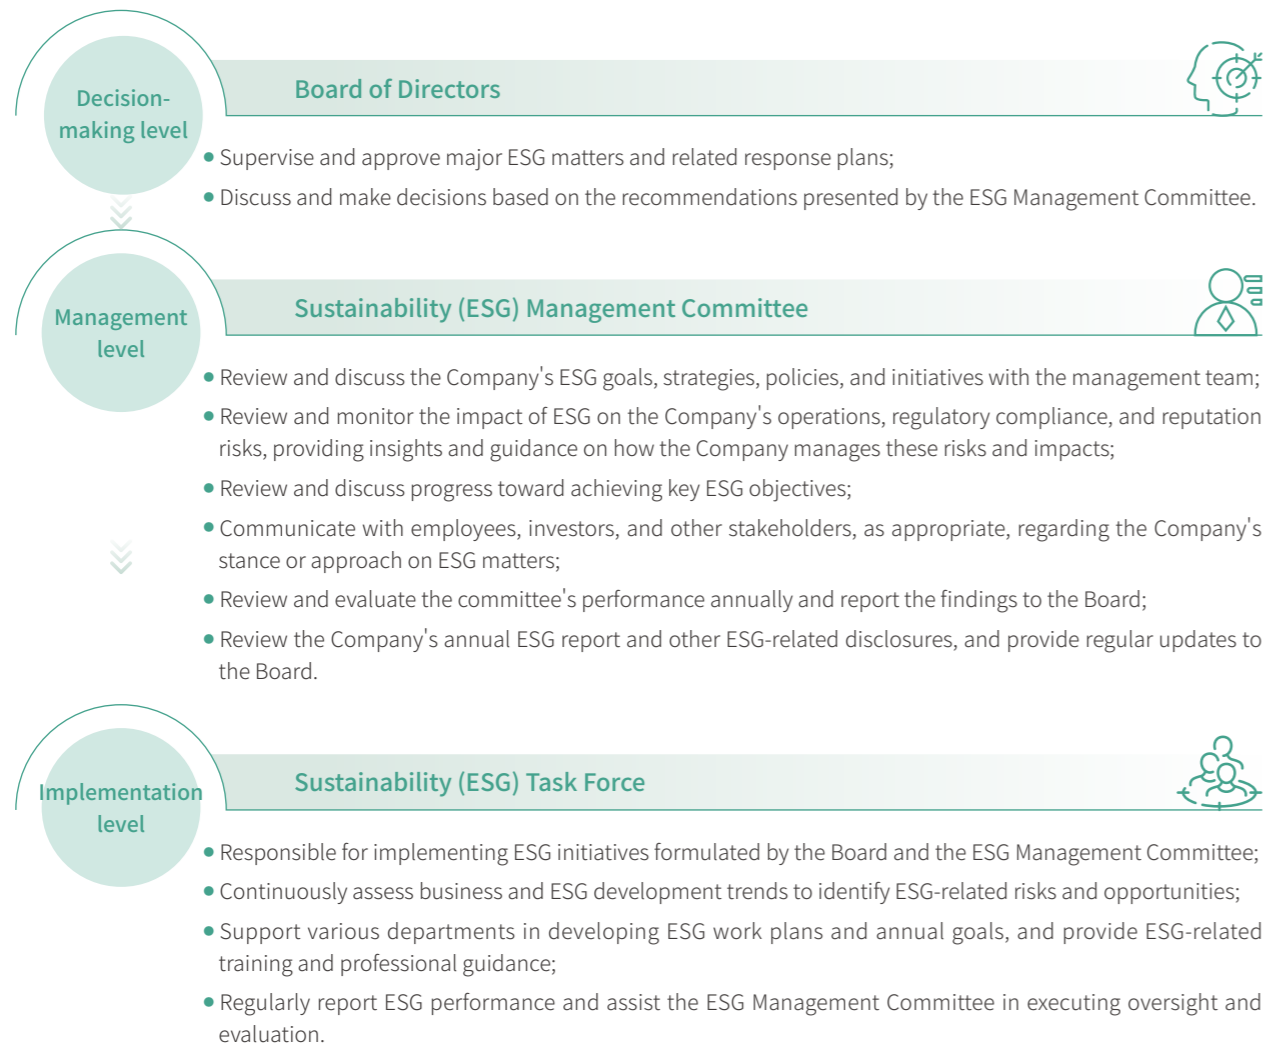 Decision-
making level
Board of Directors
• Supervise and approve major ESG matters and related response plans;
• Discuss and make decisions based on the recommendations presented by the ESG Management Committee.
Management
level
Sustainability (ESG) Management Committee
• Review and discuss the Company's ESG goals, strategies, policies, and initiatives with the management team;
• Review and monitor the impact of ESG on the Company's operations, regulatory compliance, and reputation
risks, providing insights and guidance on how the Company manages these risks and impacts;
• Review and discuss progress toward achieving key ESG objectives;
• Communicate with employees, investors, and other stakeholders, as appropriate, regarding the Company's
stance or approach on ESG matters;
• Review and evaluate the committee's performance annually and report the findings to the Board;
• Review the Company's annual ESG report and other ESG-related disclosures, and provide regular updates to
the Board.
Implementation
level
Sustainability (ESG) Task Force
• Responsible for implementing ESG initiatives formulated by the Board and the ESG Management Committee;
• Continuously assess business and ESG development trends to identify ESG-related risks and opportunities;
• Support various departments in developing ESG work plans and annual goals, and provide ESG-related
training and professional guidance;
• Regularly report ESG performance and assist the ESG Management Committee in executing oversight and
evaluation.